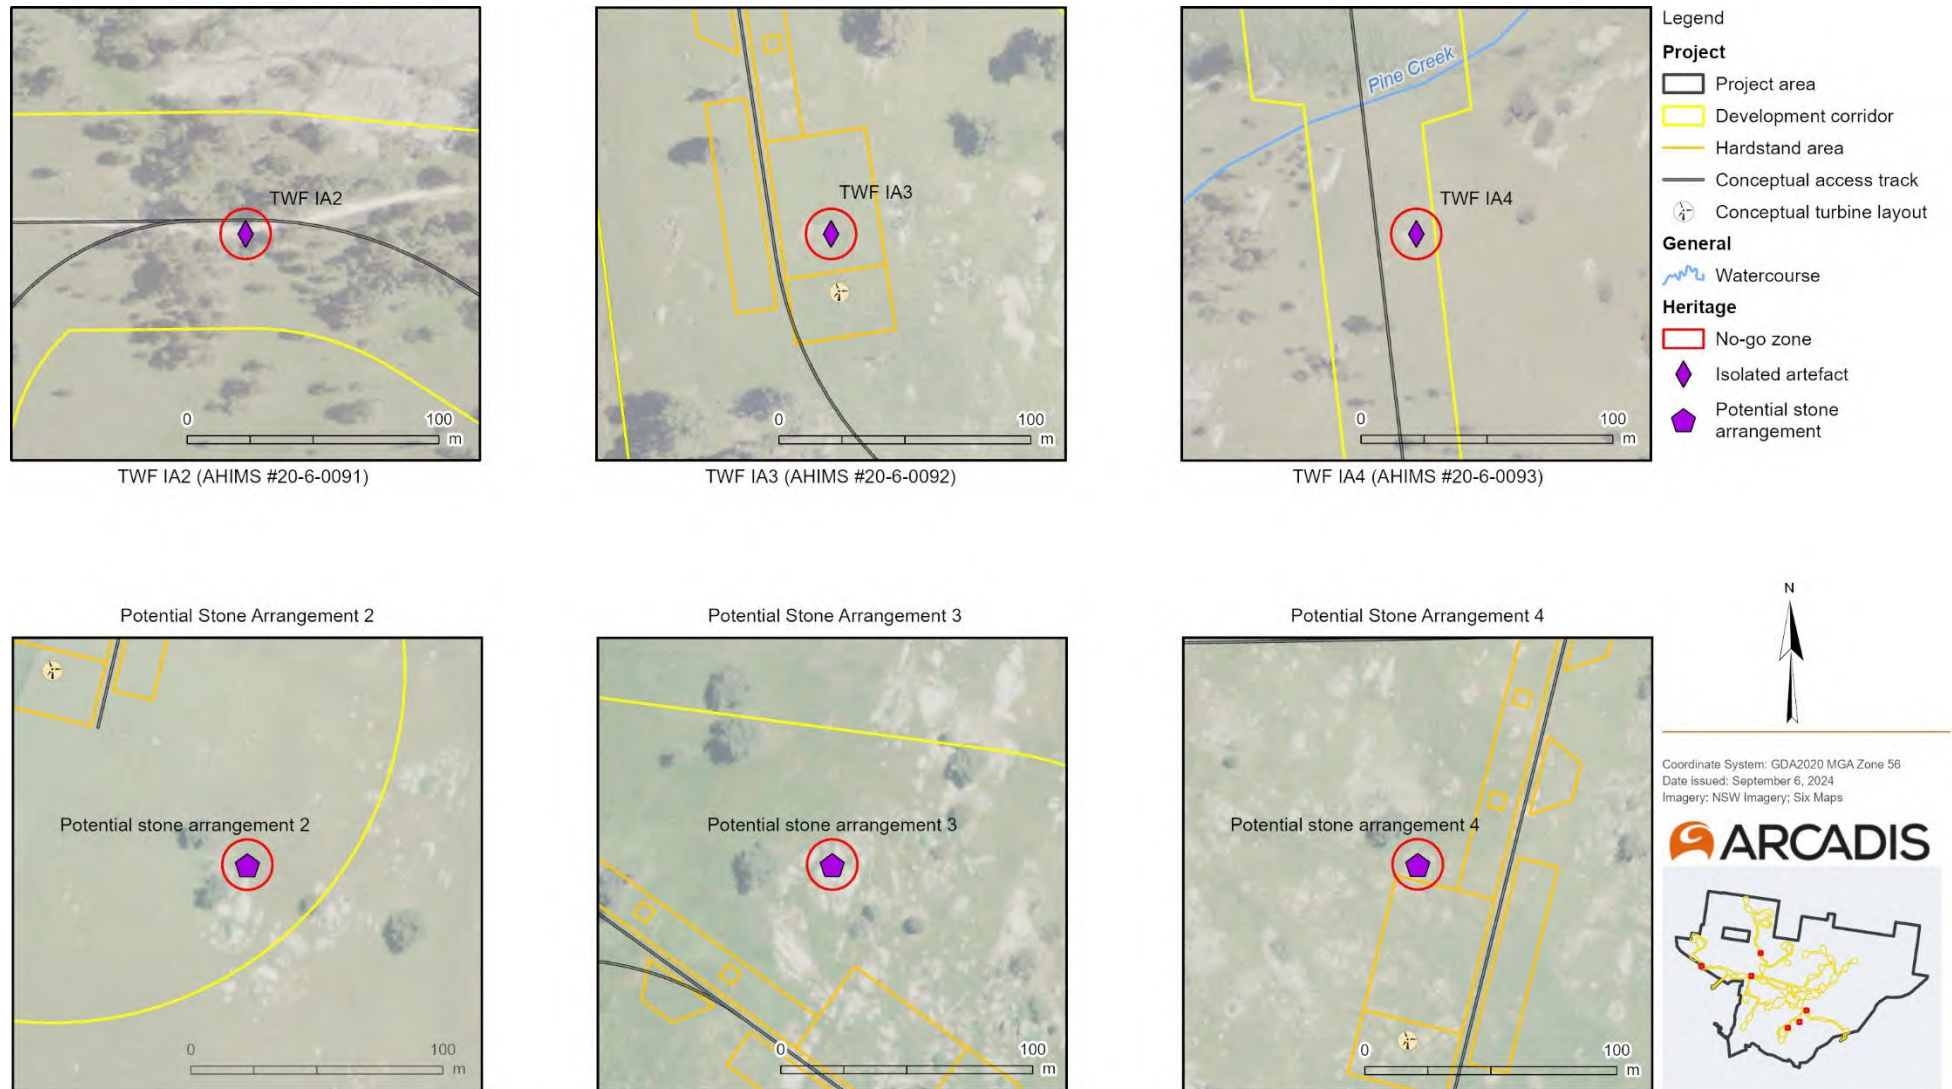 TWF IA2
0
100
m
TWF IA2 (AHIMS #20-6-0091)
TWF IA3
0
100
m
TWF IA3 (AHIMS #20-6-0092)
Pine Creek
TWF IA4
0
100
m
TWF IA4 (AHIMS #20-6-0093)
Legend
Project
Project area
Development corridor
Hardstand area
Conceptual access track
Conceptual turbine layout
General
Watercourse
Heritage
No-go zone
Isolated artefact
Potential stone
arrangement
Potential Stone Arrangement 2
Potential stone arrangement 2
0
100
m
Potential Stone Arrangement 3
Potential stone arrangement 3
0
100
m
Potential Stone Arrangement 4
Potential stone arrangement 4
0
100
m
N
Coordinate System: GDA2020 MGA Zone 56
Date issued: September 6, 2024
Imagery: NSW Imagery; Six Maps
ARCADIS